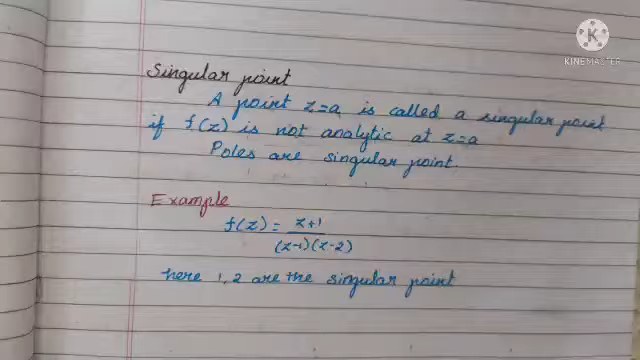 KINEMASTER
Singular point
A point z=a is called a singular point
if f(z) is not analytic at z=a
Poles are singular point.
Example
f(z) = z+1 / (z-1)(z-2)
here 1, 2 are the singular point